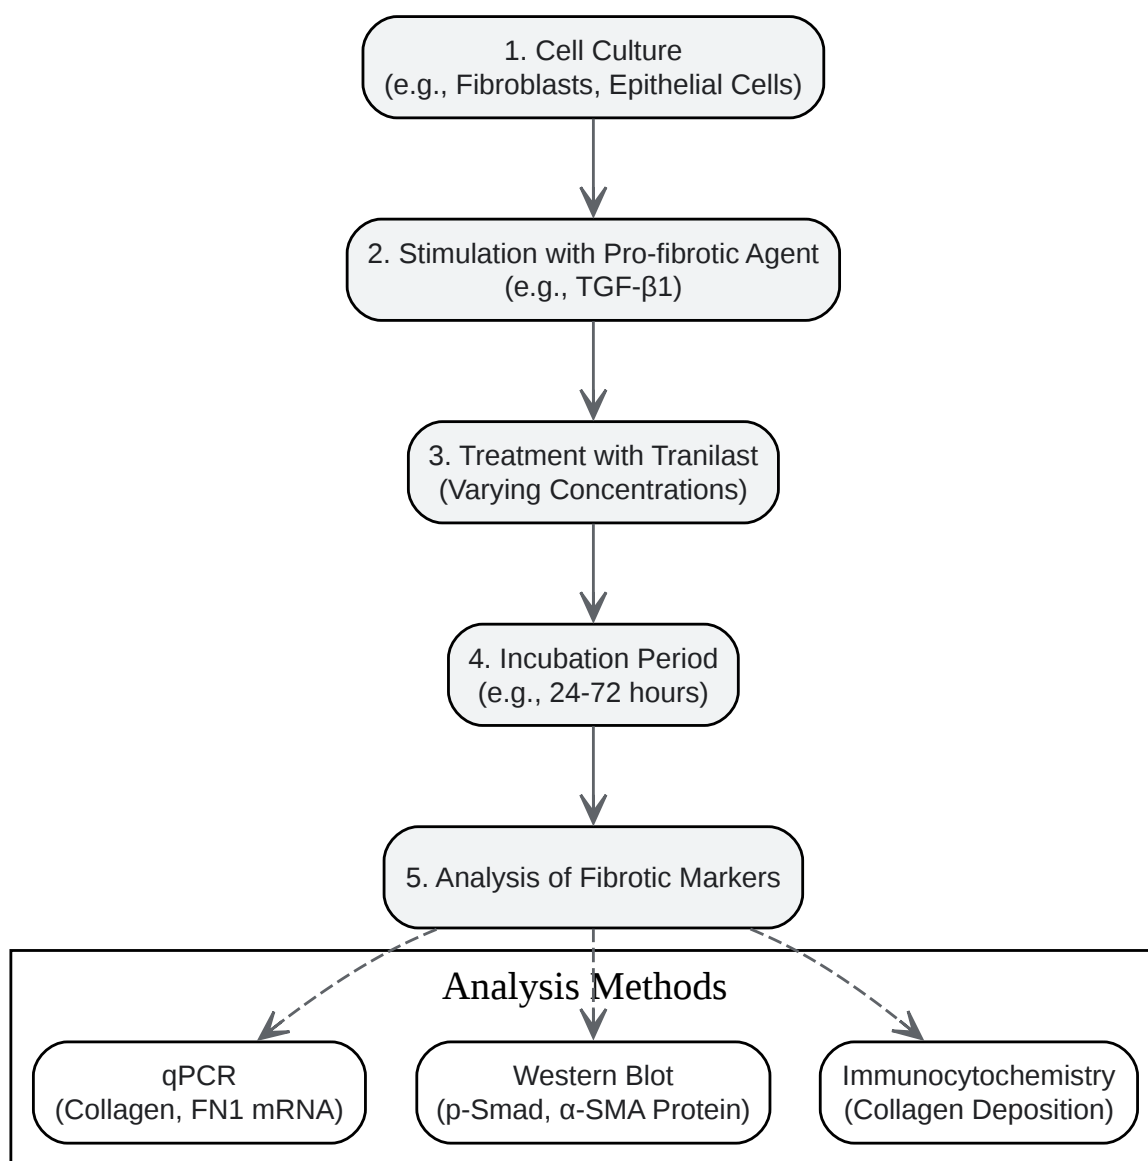 1. Cell Culture
(e.g., Fibroblasts, Epithelial Cells)
2. Stimulation with Pro-fibrotic Agent
(e.g., TGF-β1)
3. Treatment with Tranilast
(Varying Concentrations)
4. Incubation Period
(e.g., 24-72 hours)
5. Analysis of Fibrotic Markers
Analysis Methods
qPCR
(Collagen, FN1 mRNA)
Western Blot
(p-Smad, α-SMA Protein)
Immunocytochemistry
(Collagen Deposition)